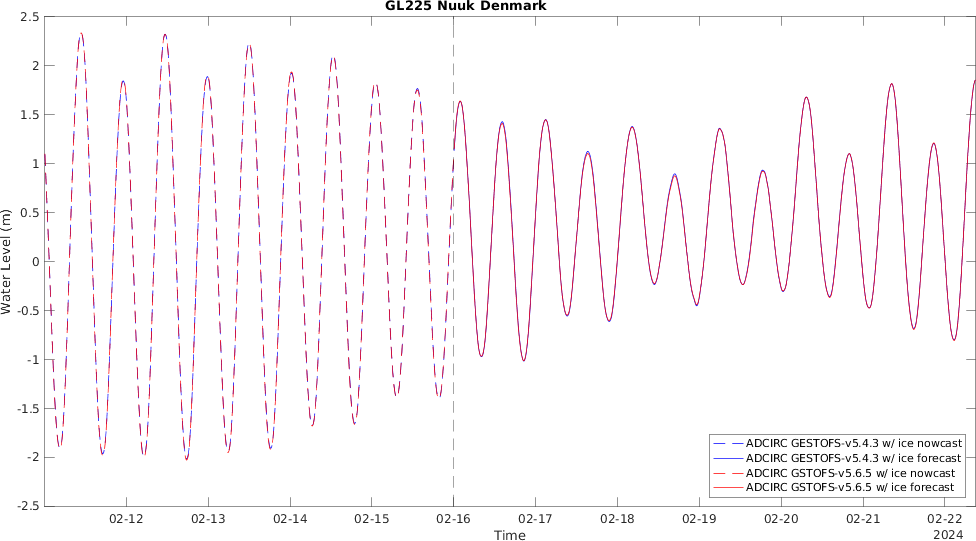 GL225 Nuuk Denmark
2.5
2
1.5
1
0.5
0
-0.5
-1
-1.5
-2
-2.5
Water Level (m)
ADCIRC GESTOFS-v5.4.3 w/ ice nowcast
ADCIRC GESTOFS-v5.4.3 w/ ice forecast
ADCIRC GSTOFS-v5.6.5 w/ ice nowcast
ADCIRC GSTOFS-v5.6.5 w/ ice forecast
02-12 02-13 02-14 02-15 02-16 02-17 02-18 02-19 02-20 02-21 02-22
Time
2024